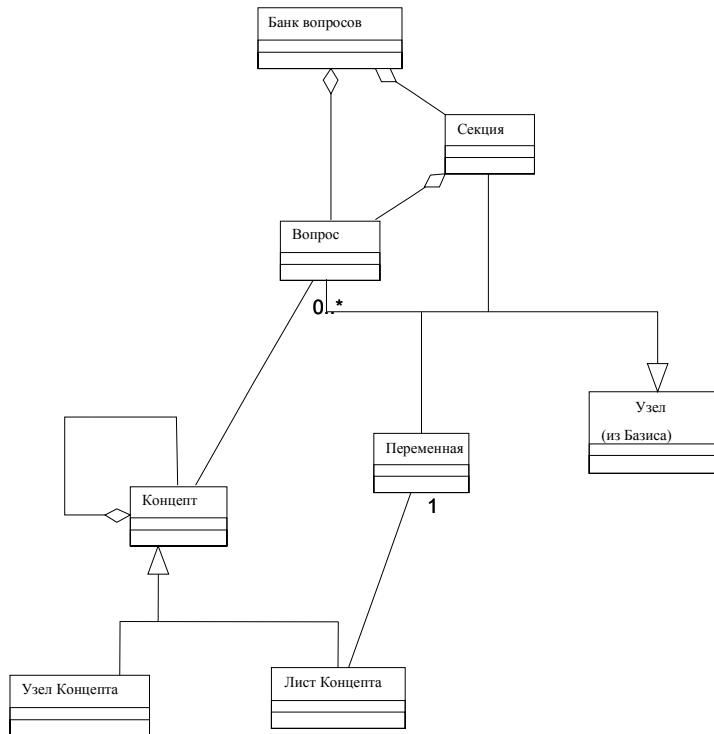 Банк вопросов
Секция
Вопрос
0..*
Узел
(из Базиса)
Переменная
1
Концепт
Узел Концепта
Лист Концепта